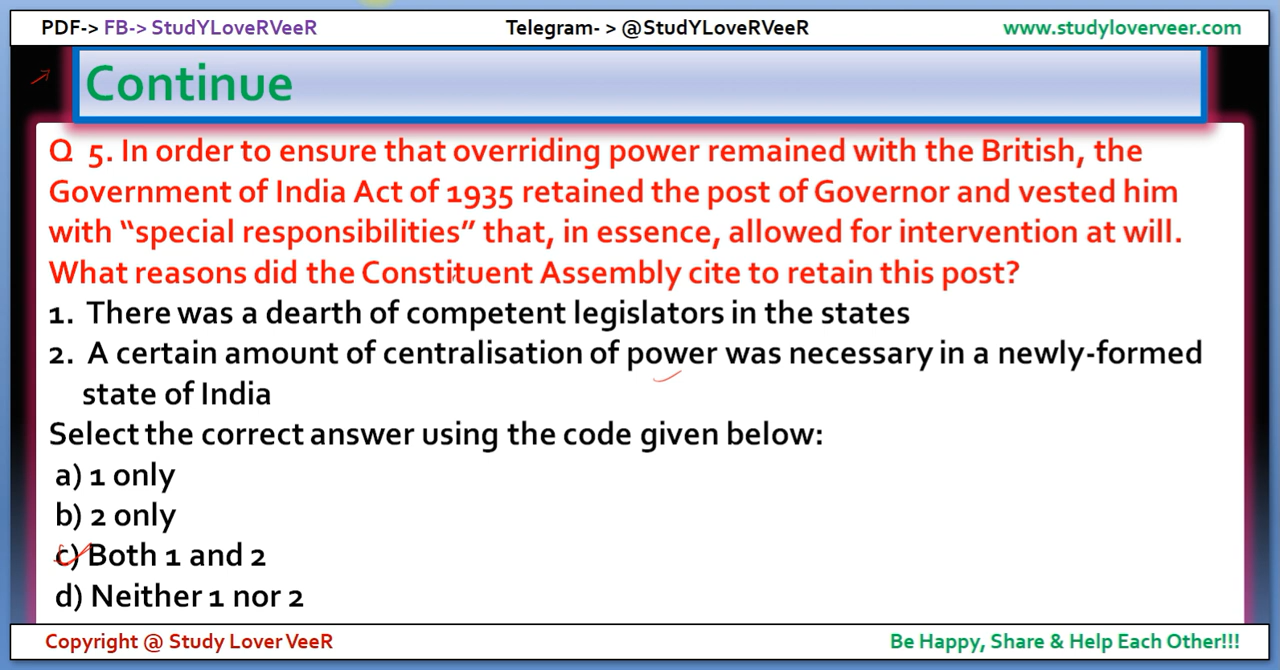 PDF-> FB-> StudYLoveRVeeR Telegram- > @StudYLoveRVeeR www.studyloverveer.com
Continue
Q 5. In order to ensure that overriding power remained with the British, the
Government of India Act of 1935 retained the post of Governor and vested him
with “special responsibilities” that, in essence, allowed for intervention at will.
What reasons did the Constituent Assembly cite to retain this post?
1. There was a dearth of competent legislators in the states
2. A certain amount of centralisation of power was necessary in a newly-formed
state of India
Select the correct answer using the code given below:
a) 1 only
b) 2 only
c) Both 1 and 2
d) Neither 1 nor 2
Copyright @ Study Lover VeeR Be Happy, Share & Help Each Other!!!